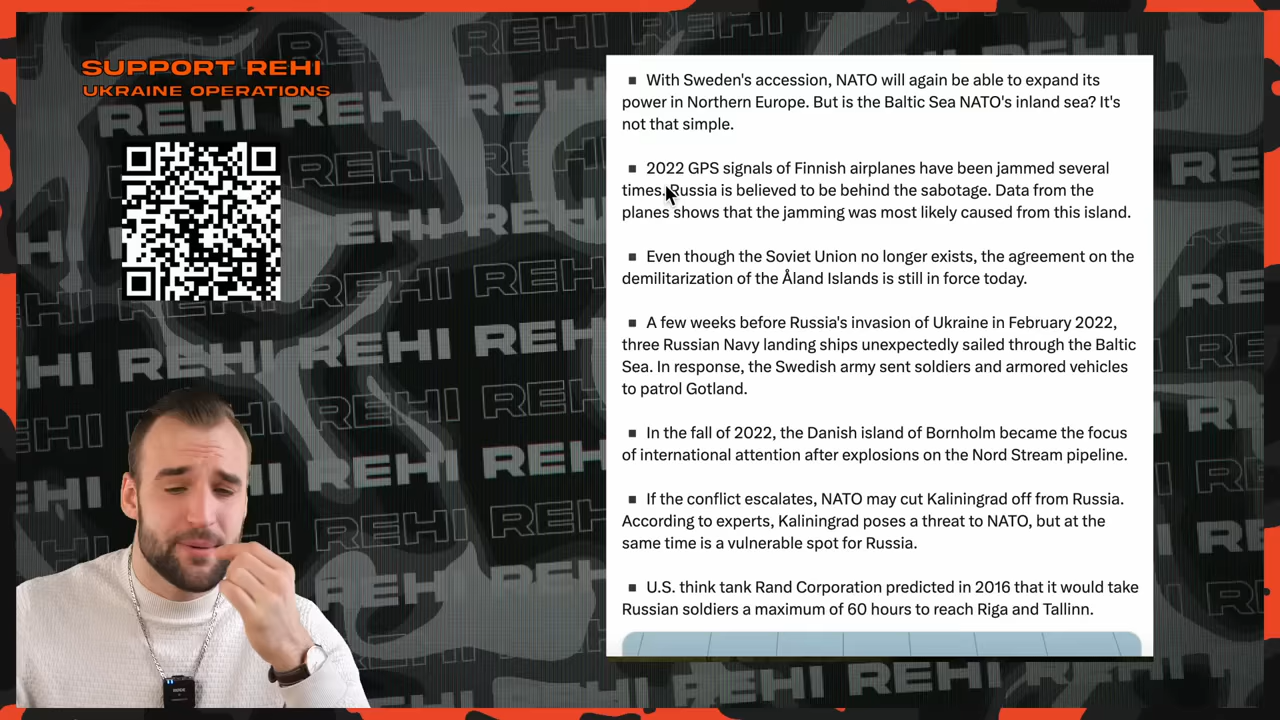 SUPPORT REHI
UKRAINE OPERATIONS
▪ With Sweden's accession, NATO will again be able to expand its
power in Northern Europe. But is the Baltic Sea NATO's inland sea? It's
not that simple.
▪ 2022 GPS signals of Finnish airplanes have been jammed several
times. Russia is believed to be behind the sabotage. Data from the
planes shows that the jamming was most likely caused from this island.
▪ Even though the Soviet Union no longer exists, the agreement on the
demilitarization of the Åland Islands is still in force today.
▪ A few weeks before Russia's invasion of Ukraine in February 2022,
three Russian Navy landing ships unexpectedly sailed through the Baltic
Sea. In response, the Swedish army sent soldiers and armored vehicles
to patrol Gotland.
▪ In the fall of 2022, the Danish island of Bornholm became the focus
of international attention after explosions on the Nord Stream pipeline.
▪ If the conflict escalates, NATO may cut Kaliningrad off from Russia.
According to experts, Kaliningrad poses a threat to NATO, but at the
same time is a vulnerable spot for Russia.
▪ U.S. think tank Rand Corporation predicted in 2016 that it would take
Russian soldiers a maximum of 60 hours to reach Riga and Tallinn.